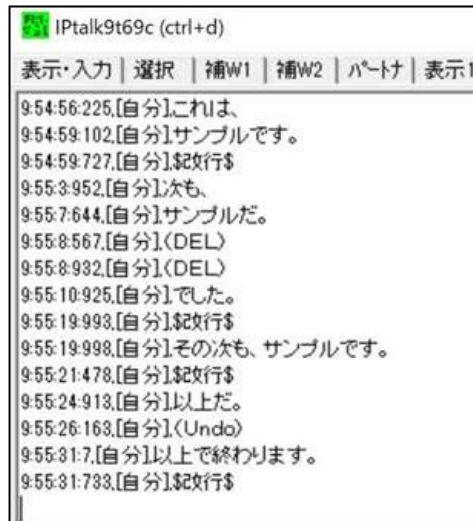 IPtalk9t69c (ctrl+d)
表示・入力 | 選択 | 補W1 | 補W2 | パートナ | 表示1
9:54:56:225,[自分],これは、
9:54:59:102,[自分],サンプルです。
9:54:59:727,[自分],$改行$
9:55:3:952,[自分],次も、
9:55:7:644,[自分],サンプルだ。
9:55:8:567,[自分],〈DEL〉
9:55:8:932,[自分],〈DEL〉
9:55:10:925,[自分],でした。
9:55:19:993,[自分],$改行$
9:55:19:998,[自分],その次も、サンプルです。
9:55:21:478,[自分],$改行$
9:55:24:913,[自分],以上だ。
9:55:26:163,[自分],〈Undo〉
9:55:31:7,[自分],以上で終わります。
9:55:31:733,[自分],$改行$